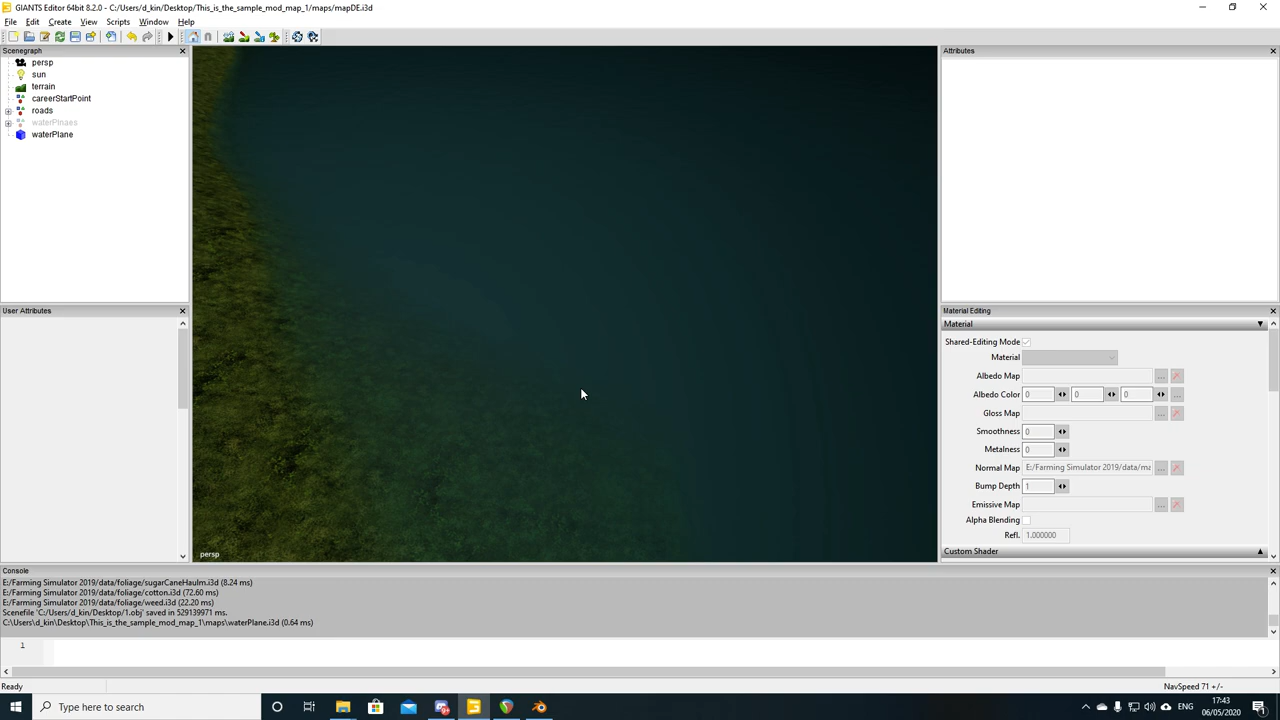 GIANTS Editor 64bit 8.2.0 - C:/Users/d_kin/Desktop/This_is_the_sample_mod_map_1/maps/mapDE.i3d
File Edit Create View Scripts Window Help
Scenegraph
persp
sun
terrain
careerStartPoint
roads
waterPlnaes
waterPlane
User Attributes
persp
Attributes
Material Editing
Material
Shared-Editing Mode
Material
Albedo Map ...
Albedo Color 0 0 0 ...
Gloss Map ...
Smoothness 0
Metalness 0
Normal Map E:/Farming Simulator 2019/data/ma ...
Bump Depth 1
Emissive Map ...
Alpha Blending
Refl. 1.000000
Custom Shader
Console
E:/Farming Simulator 2019/data/foliage/sugarCaneHaulm.i3d (8.24 ms)
E:/Farming Simulator 2019/data/foliage/cotton.i3d (72.60 ms)
E:/Farming Simulator 2019/data/foliage/weed.i3d (22.20 ms)
Scenefile 'C:/Users/d_kin/Desktop/1.obj' saved in 529139971 ms.
C:\Users\d_kin\Desktop\This_is_the_sample_mod_map_1\maps\waterPlane.i3d (0.64 ms)
1
Ready
NavSpeed 71 +/-
Type here to search
ENG
17:43
06/05/2020